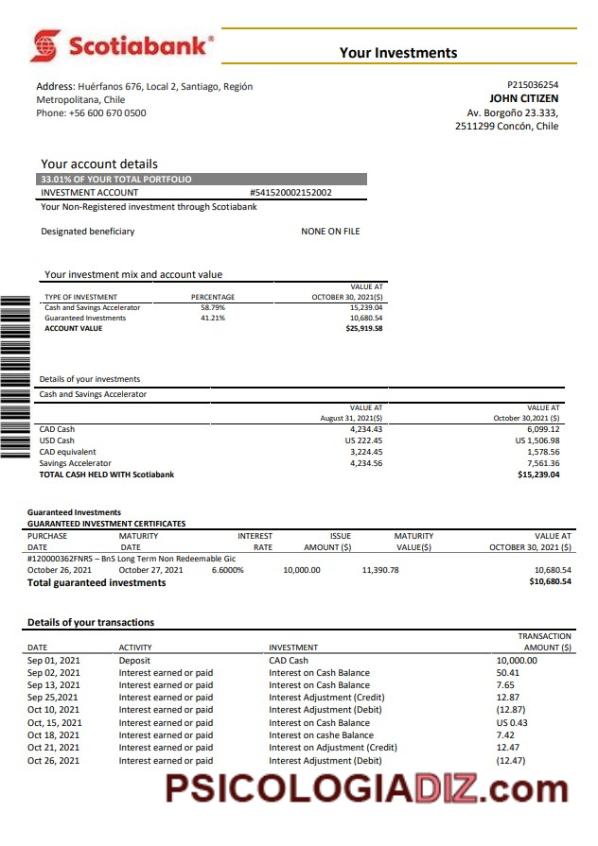 Scotiabank®
Your Investments
Address: Huérfanos 676, Local 2, Santiago, Región
Metropolitana, Chile
Phone: +56 600 670 0500
P215036254
JOHN CITIZEN
Av. Borgoño 23.333,
2511299 Concón, Chile
Your account details
33.01% OF YOUR TOTAL PORTFOLIO
INVESTMENT ACCOUNT #541520002152002
Your Non-Registered investment through Scotiabank
Designated beneficiary NONE ON FILE
Your investment mix and account value
VALUE AT
TYPE OF INVESTMENT PERCENTAGE OCTOBER 30, 2021($)
Cash and Savings Accelerator 58.79% 15,239.04
Guaranteed Investments 41.21% 10,680.54
ACCOUNT VALUE $25,919.58
Details of your investments
Cash and Savings Accelerator
VALUE AT VALUE AT
August 31, 2021($) October 30,2021 ($)
CAD Cash 4,234.43 6,099.12
USD Cash US 222.45 US 1,506.98
CAD equivalent 3,224.45 1,578.56
Savings Accelerator 4,234.56 7,561.36
TOTAL CASH HELD WITH Scotiabank $15,239.04
Guaranteed Investments
GUARANTEED INVESTMENT CERTIFICATES
PURCHASE MATURITY INTEREST ISSUE MATURITY VALUE AT
DATE DATE RATE AMOUNT ($) VALUE($) OCTOBER 30, 2021 ($)
#120000362FNRS – BnS Long Term Non Redeemable Gic
October 26, 2021 October 27, 2021 6.6000% 10,000.00 11,390.78 10,680.54
Total guaranteed investments $10,680.54
Details of your transactions
TRANSACTION
DATE ACTIVITY INVESTMENT AMOUNT ($)
Sep 01, 2021 Deposit CAD Cash 10,000.00
Sep 02, 2021 Interest earned or paid Interest on Cash Balance 50.41
Sep 13, 2021 Interest earned or paid Interest on Cash Balance 7.65
Sep 25,2021 Interest earned or paid Interest Adjustment (Credit) 12.87
Oct 10, 2021 Interest earned or paid Interest Adjustment (Debit) (12.87)
Oct, 15, 2021 Interest earned or paid Interest on Cash Balance US 0.43
Oct 18, 2021 Interest earned or paid Interest on cashe Balance 7.42
Oct 21, 2021 Interest earned or paid Interest on Adjustment (Credit) 12.47
Oct 26, 2021 Interest earned or paid Interest Adjustment (Debit) (12.47)
PSICOLOGIADIZ.com